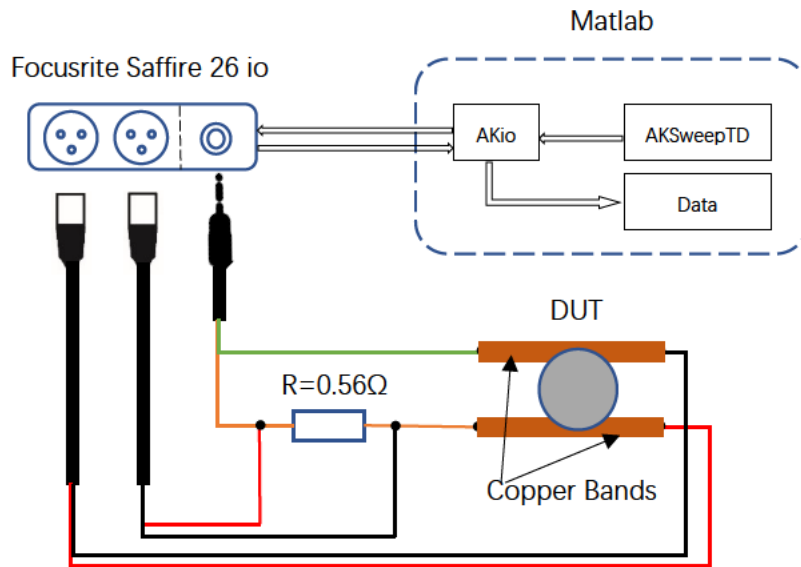 Matlab
Focusrite Saffire 26 io
AKio
AKSweepTD
Data
DUT
R=0.56Ω
Copper Bands